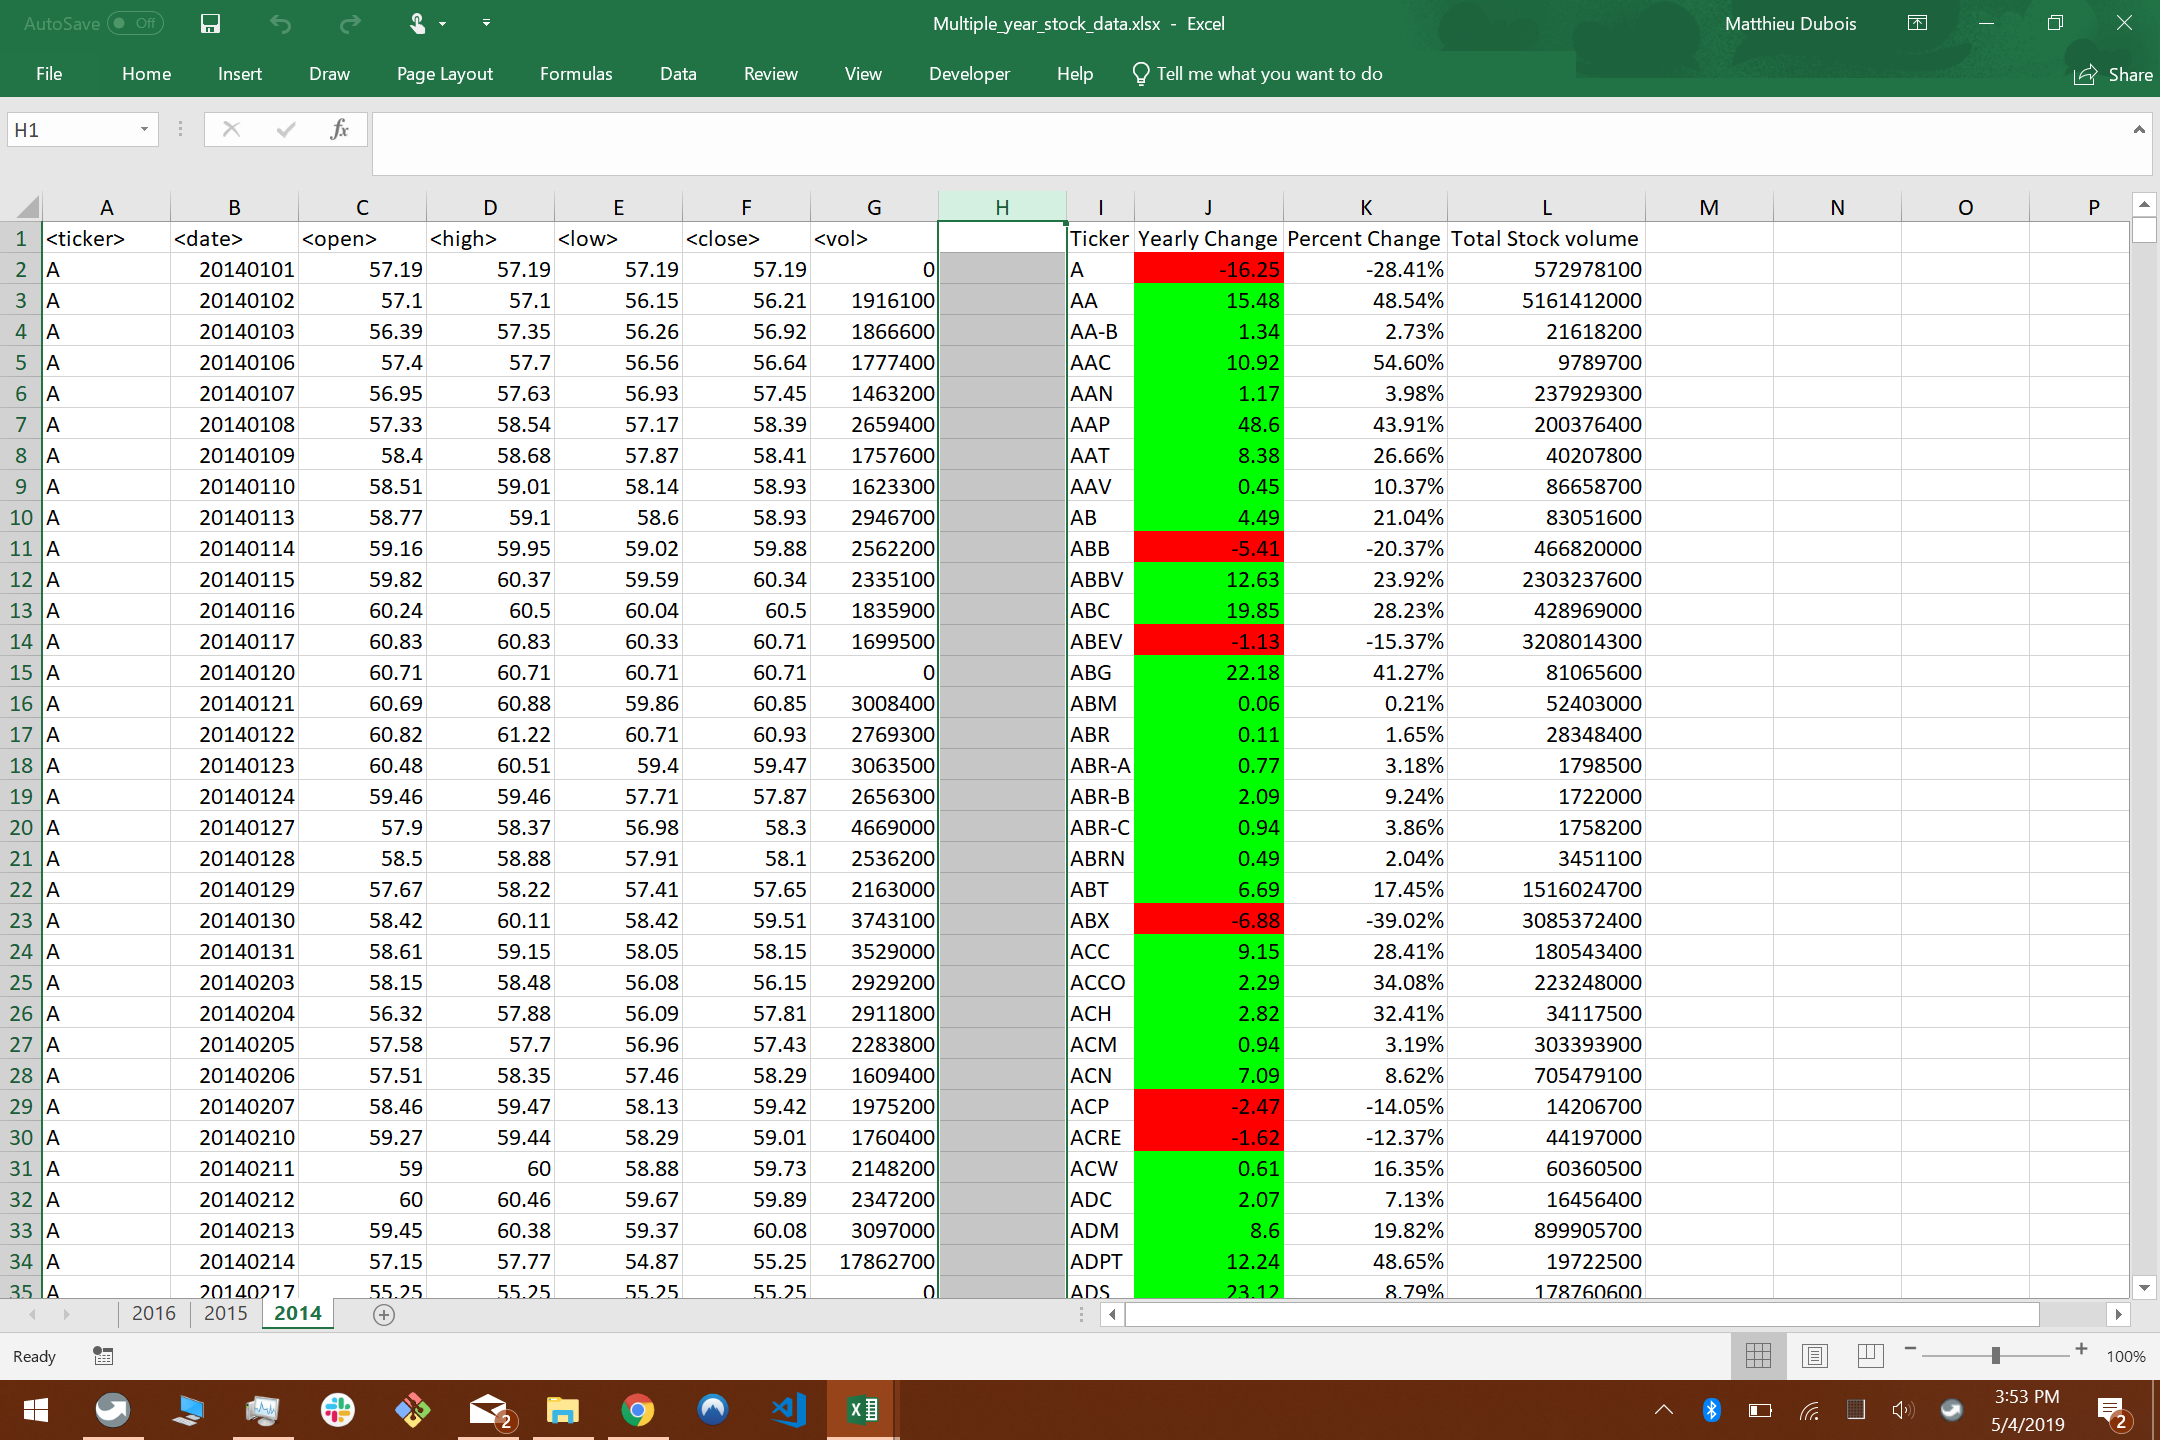 AutoSave Off Multiple_year_stock_data.xlsx - Excel Matthieu Dubois
File Home Insert Draw Page Layout Formulas Data Review View Developer Help Tell me what you want to do Share
H1 fx
A B C D E F G H I J K L M N O P
1 <ticker> <date> <open> <high> <low> <close> <vol> Ticker Yearly Change Percent Change Total Stock volume
2 A 20140101 57.19 57.19 57.19 57.19 0 A -16.25 -28.41% 572978100
3 A 20140102 57.1 57.1 56.15 56.21 1916100 AA 15.48 48.54% 5161412000
4 A 20140103 56.39 57.35 56.26 56.92 1866600 AA-B 1.34 2.73% 21618200
5 A 20140106 57.4 57.7 56.56 56.64 1777400 AAC 10.92 54.60% 9789700
6 A 20140107 56.95 57.63 56.93 57.45 1463200 AAN 1.17 3.98% 237929300
7 A 20140108 57.33 58.54 57.17 58.39 2659400 AAP 48.6 43.91% 200376400
8 A 20140109 58.4 58.68 57.87 58.41 1757600 AAT 8.38 26.66% 40207800
9 A 20140110 58.51 59.01 58.14 58.93 1623300 AAV 0.45 10.37% 86658700
10 A 20140113 58.77 59.1 58.6 58.93 2946700 AB 4.49 21.04% 83051600
11 A 20140114 59.16 59.95 59.02 59.88 2562200 ABB -5.41 -20.37% 466820000
12 A 20140115 59.82 60.37 59.59 60.34 2335100 ABBV 12.63 23.92% 2303237600
13 A 20140116 60.24 60.5 60.04 60.5 1835900 ABC 19.85 28.23% 428969000
14 A 20140117 60.83 60.83 60.33 60.71 1699500 ABEV -1.13 -15.37% 3208014300
15 A 20140120 60.71 60.71 60.71 60.71 0 ABG 22.18 41.27% 81065600
16 A 20140121 60.69 60.88 59.86 60.85 3008400 ABM 0.06 0.21% 52403000
17 A 20140122 60.82 61.22 60.71 60.93 2769300 ABR 0.11 1.65% 28348400
18 A 20140123 60.48 60.51 59.4 59.47 3063500 ABR-A 0.77 3.18% 1798500
19 A 20140124 59.46 59.46 57.71 57.87 2656300 ABR-B 2.09 9.24% 1722000
20 A 20140127 57.9 58.37 56.98 58.3 4669000 ABR-C 0.94 3.86% 1758200
21 A 20140128 58.5 58.88 57.91 58.1 2536200 ABRN 0.49 2.04% 3451100
22 A 20140129 57.67 58.22 57.41 57.65 2163000 ABT 6.69 17.45% 1516024700
23 A 20140130 58.42 60.11 58.42 59.51 3743100 ABX -6.88 -39.02% 3085372400
24 A 20140131 58.61 59.15 58.05 58.15 3529000 ACC 9.15 28.41% 180543400
25 A 20140203 58.15 58.48 56.08 56.15 2929200 ACCO 2.29 34.08% 223248000
26 A 20140204 56.32 57.88 56.09 57.81 2911800 ACH 2.82 32.41% 34117500
27 A 20140205 57.58 57.7 56.96 57.43 2283800 ACM 0.94 3.19% 303393900
28 A 20140206 57.51 58.35 57.46 58.29 1609400 ACN 7.09 8.62% 705479100
29 A 20140207 58.46 59.47 58.13 59.42 1975200 ACP -2.47 -14.05% 14206700
30 A 20140210 59.27 59.44 58.29 59.01 1760400 ACRE -1.62 -12.37% 44197000
31 A 20140211 59 60 58.88 59.73 2148200 ACW 0.61 16.35% 60360500
32 A 20140212 60 60.46 59.67 59.89 2347200 ADC 2.07 7.13% 16456400
33 A 20140213 59.45 60.38 59.37 60.08 3097000 ADM 8.6 19.82% 899905700
34 A 20140214 57.15 57.77 54.87 55.25 17862700 ADPT 12.24 48.65% 19722500
35 A 20140217 55.25 55.25 55.25 55.25 0 ADS 23.12 8.79% 178760600
2016 2015 2014
Ready 100%
2 3:53 PM
5/4/2019 2